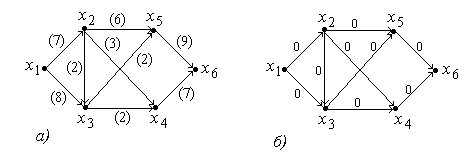 x2 (6) x5 x2 0 x5
(7) (3) (9) 0 0 0 0
x1 (2) (2) x6 x1 0 x6
(8) (7) 0 0
x3 (2) x4 x3 0 x4
а) б)